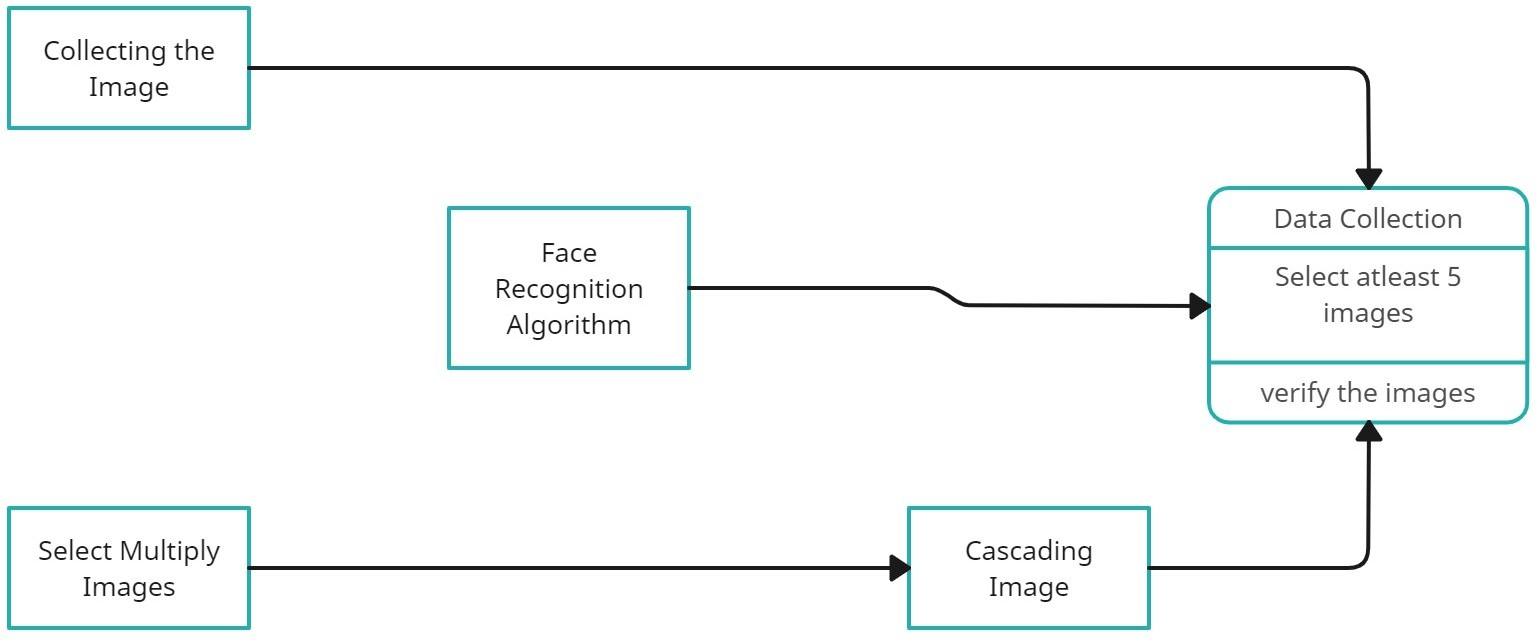 Collecting the
Image
Data Collection
Face
Recognition
Algorithm
Select atleast 5
images
verify the images
Select Multiply
Images
Cascading
Image